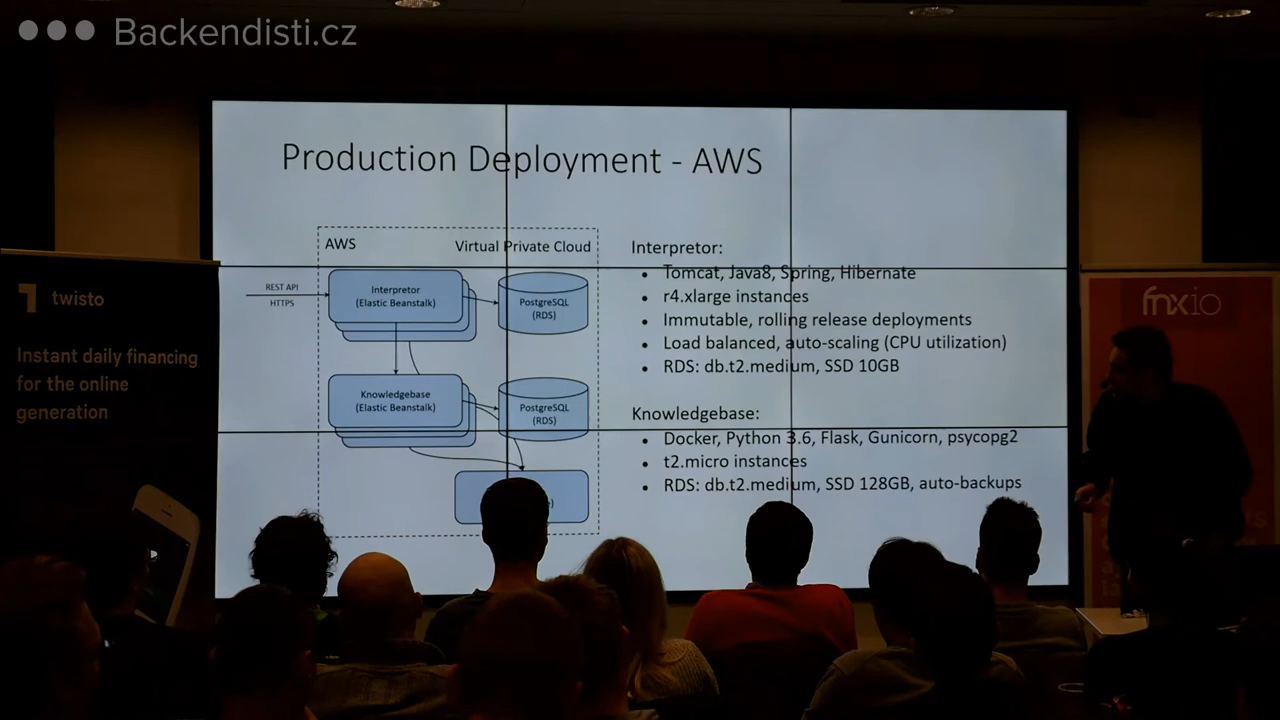 Backendisti.cz
Production Deployment - AWS
AWS
Virtual Private Cloud
REST API
HTTPS
Interpretor
(Elastic Beanstalk)
PostgreSQL
(RDS)
Knowledgebase
(Elastic Beanstalk)
PostgreSQL
(RDS)
Interpretor:
• Tomcat, Java8, Spring, Hibernate
• r4.xlarge instances
• Immutable, rolling release deployments
• Load balanced, auto-scaling (CPU utilization)
• RDS: db.t2.medium, SSD 10GB
Knowledgebase:
• Docker, Python 3.6, Flask, Gunicorn, psycopg2
• t2.micro instances
• RDS: db.t2.medium, SSD 128GB, auto-backups
twisto
Instant daily financing
for the online
generation
fnxio